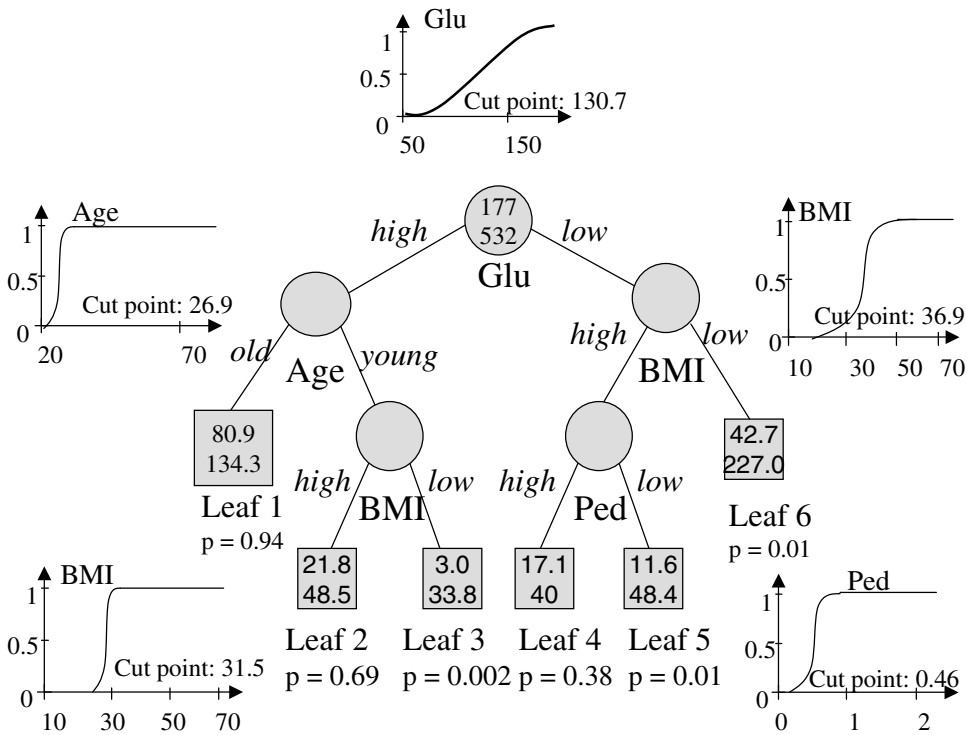 Glu
1
0.5
Cut point: 130.7
0
50 150
Age
1
0.5
Cut point: 26.9
0
20 70
177
532
high low
Glu
BMI
1
0.5
Cut point: 36.9
0
10 30 50 70
old Age young
high BMI low
80.9
134.3
Leaf 1
p = 0.94
high BMI low
high Ped low
42.7
227.0
Leaf 6
p = 0.01
21.8
48.5
Leaf 2
p = 0.69
3.0
33.8
Leaf 3
p = 0.002
17.1
40
Leaf 4
p = 0.38
11.6
48.4
Leaf 5
p = 0.01
BMI
1
0.5
Cut point: 31.5
0
10 30 50 70
Ped
1
0.5
Cut point: 0.46
0
0 1 2